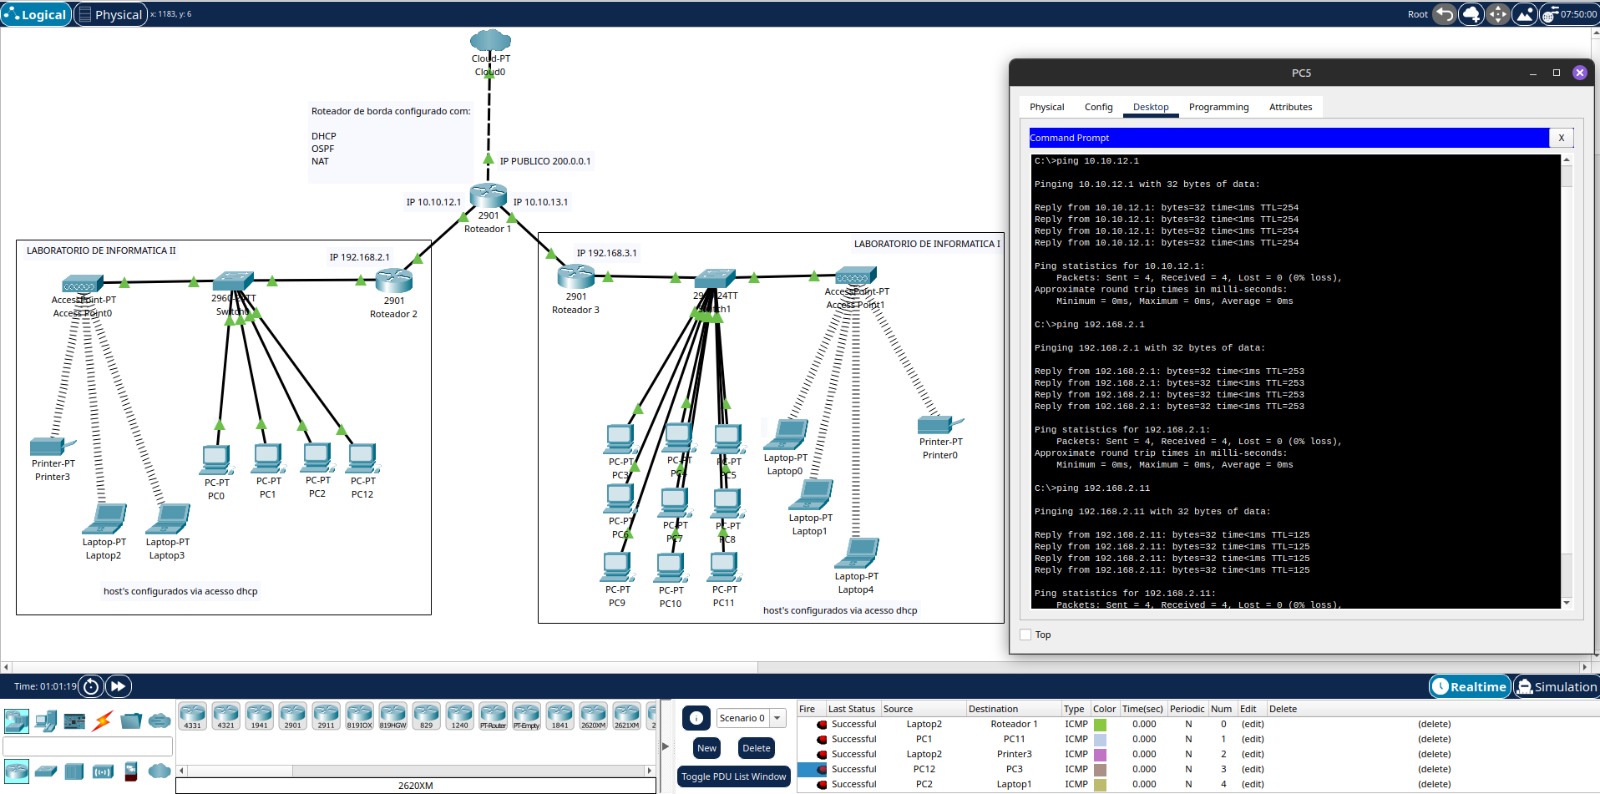 Logical
Physical
x: 1183, y: 6
Root
07:50:00
Cloud-PT
Cloud0
Roteador de borda configurado com:
DHCP
OSPF
NAT
IP PUBLICO 200.0.0.1
IP 10.10.12.1
IP 10.10.13.1
2901
Roteador 1
LABORATORIO DE INFORMATICA II
IP 192.168.2.1
AccessPoint-PT
Access Point0
2901
Roteador 2
Printer-PT
Printer3
PC-PT
PC0
PC-PT
PC1
PC-PT
PC2
PC-PT
PC12
Laptop-PT
Laptop2
Laptop-PT
Laptop3
host's configurados via acesso dhcp
LABORATORIO DE INFORMATICA I
IP 192.168.3.1
2901
Roteador 3
AccessPoint-PT
Access Point1
PC-PT
PC-PT
PC-PT
PC5
Laptop-PT
Laptop0
Printer-PT
Printer0
PC-PT
PC-PT
PC7
PC-PT
PC8
Laptop-PT
Laptop1
PC-PT
PC9
PC-PT
PC10
PC-PT
PC11
Laptop-PT
Laptop4
host's configurados via acesso dhcp
PC5
Physical
Config
Desktop
Programming
Attributes
Command Prompt
X
C:\>ping 10.10.12.1
Pinging 10.10.12.1 with 32 bytes of data:
Reply from 10.10.12.1: bytes=32 time<1ms TTL=254
Reply from 10.10.12.1: bytes=32 time<1ms TTL=254
Reply from 10.10.12.1: bytes=32 time<1ms TTL=254
Reply from 10.10.12.1: bytes=32 time<1ms TTL=254
Ping statistics for 10.10.12.1:
Packets: Sent = 4, Received = 4, Lost = 0 (0% loss),
Approximate round trip times in milli-seconds:
Minimum = 0ms, Maximum = 0ms, Average = 0ms
C:\>ping 192.168.2.1
Pinging 192.168.2.1 with 32 bytes of data:
Reply from 192.168.2.1: bytes=32 time<1ms TTL=253
Reply from 192.168.2.1: bytes=32 time<1ms TTL=253
Reply from 192.168.2.1: bytes=32 time<1ms TTL=253
Reply from 192.168.2.1: bytes=32 time<1ms TTL=253
Ping statistics for 192.168.2.1:
Packets: Sent = 4, Received = 4, Lost = 0 (0% loss),
Approximate round trip times in milli-seconds:
Minimum = 0ms, Maximum = 0ms, Average = 0ms
C:\>ping 192.168.2.11
Pinging 192.168.2.11 with 32 bytes of data:
Reply from 192.168.2.11: bytes=32 time<1ms TTL=125
Reply from 192.168.2.11: bytes=32 time<1ms TTL=125
Reply from 192.168.2.11: bytes=32 time<1ms TTL=125
Reply from 192.168.2.11: bytes=32 time<1ms TTL=125
Ping statistics for 192.168.2.11:
Packets: Sent = 4, Received = 4, Lost = 0 (0% loss),
Top
Time: 01:01:19
Realtime
Simulation
4331
4321
1941
2901
2911
819IOX
819HGW
829
1240
PT-Router
PT-Empty
1841
2620XM
2621XM
2620XM
Scenario 0
New
Delete
Toggle PDU List Window
Fire Last Status Source Destination Type Color Time(sec) Periodic Num Edit Delete
Successful Laptop2 Roteador 1 ICMP 0.000 N 0 (edit) (delete)
Successful PC1 PC11 ICMP 0.000 N 1 (edit) (delete)
Successful Laptop2 Printer3 ICMP 0.000 N 2 (edit) (delete)
Successful PC12 PC3 ICMP 0.000 N 3 (edit) (delete)
Successful PC2 Laptop1 ICMP 0.000 N 4 (edit) (delete)